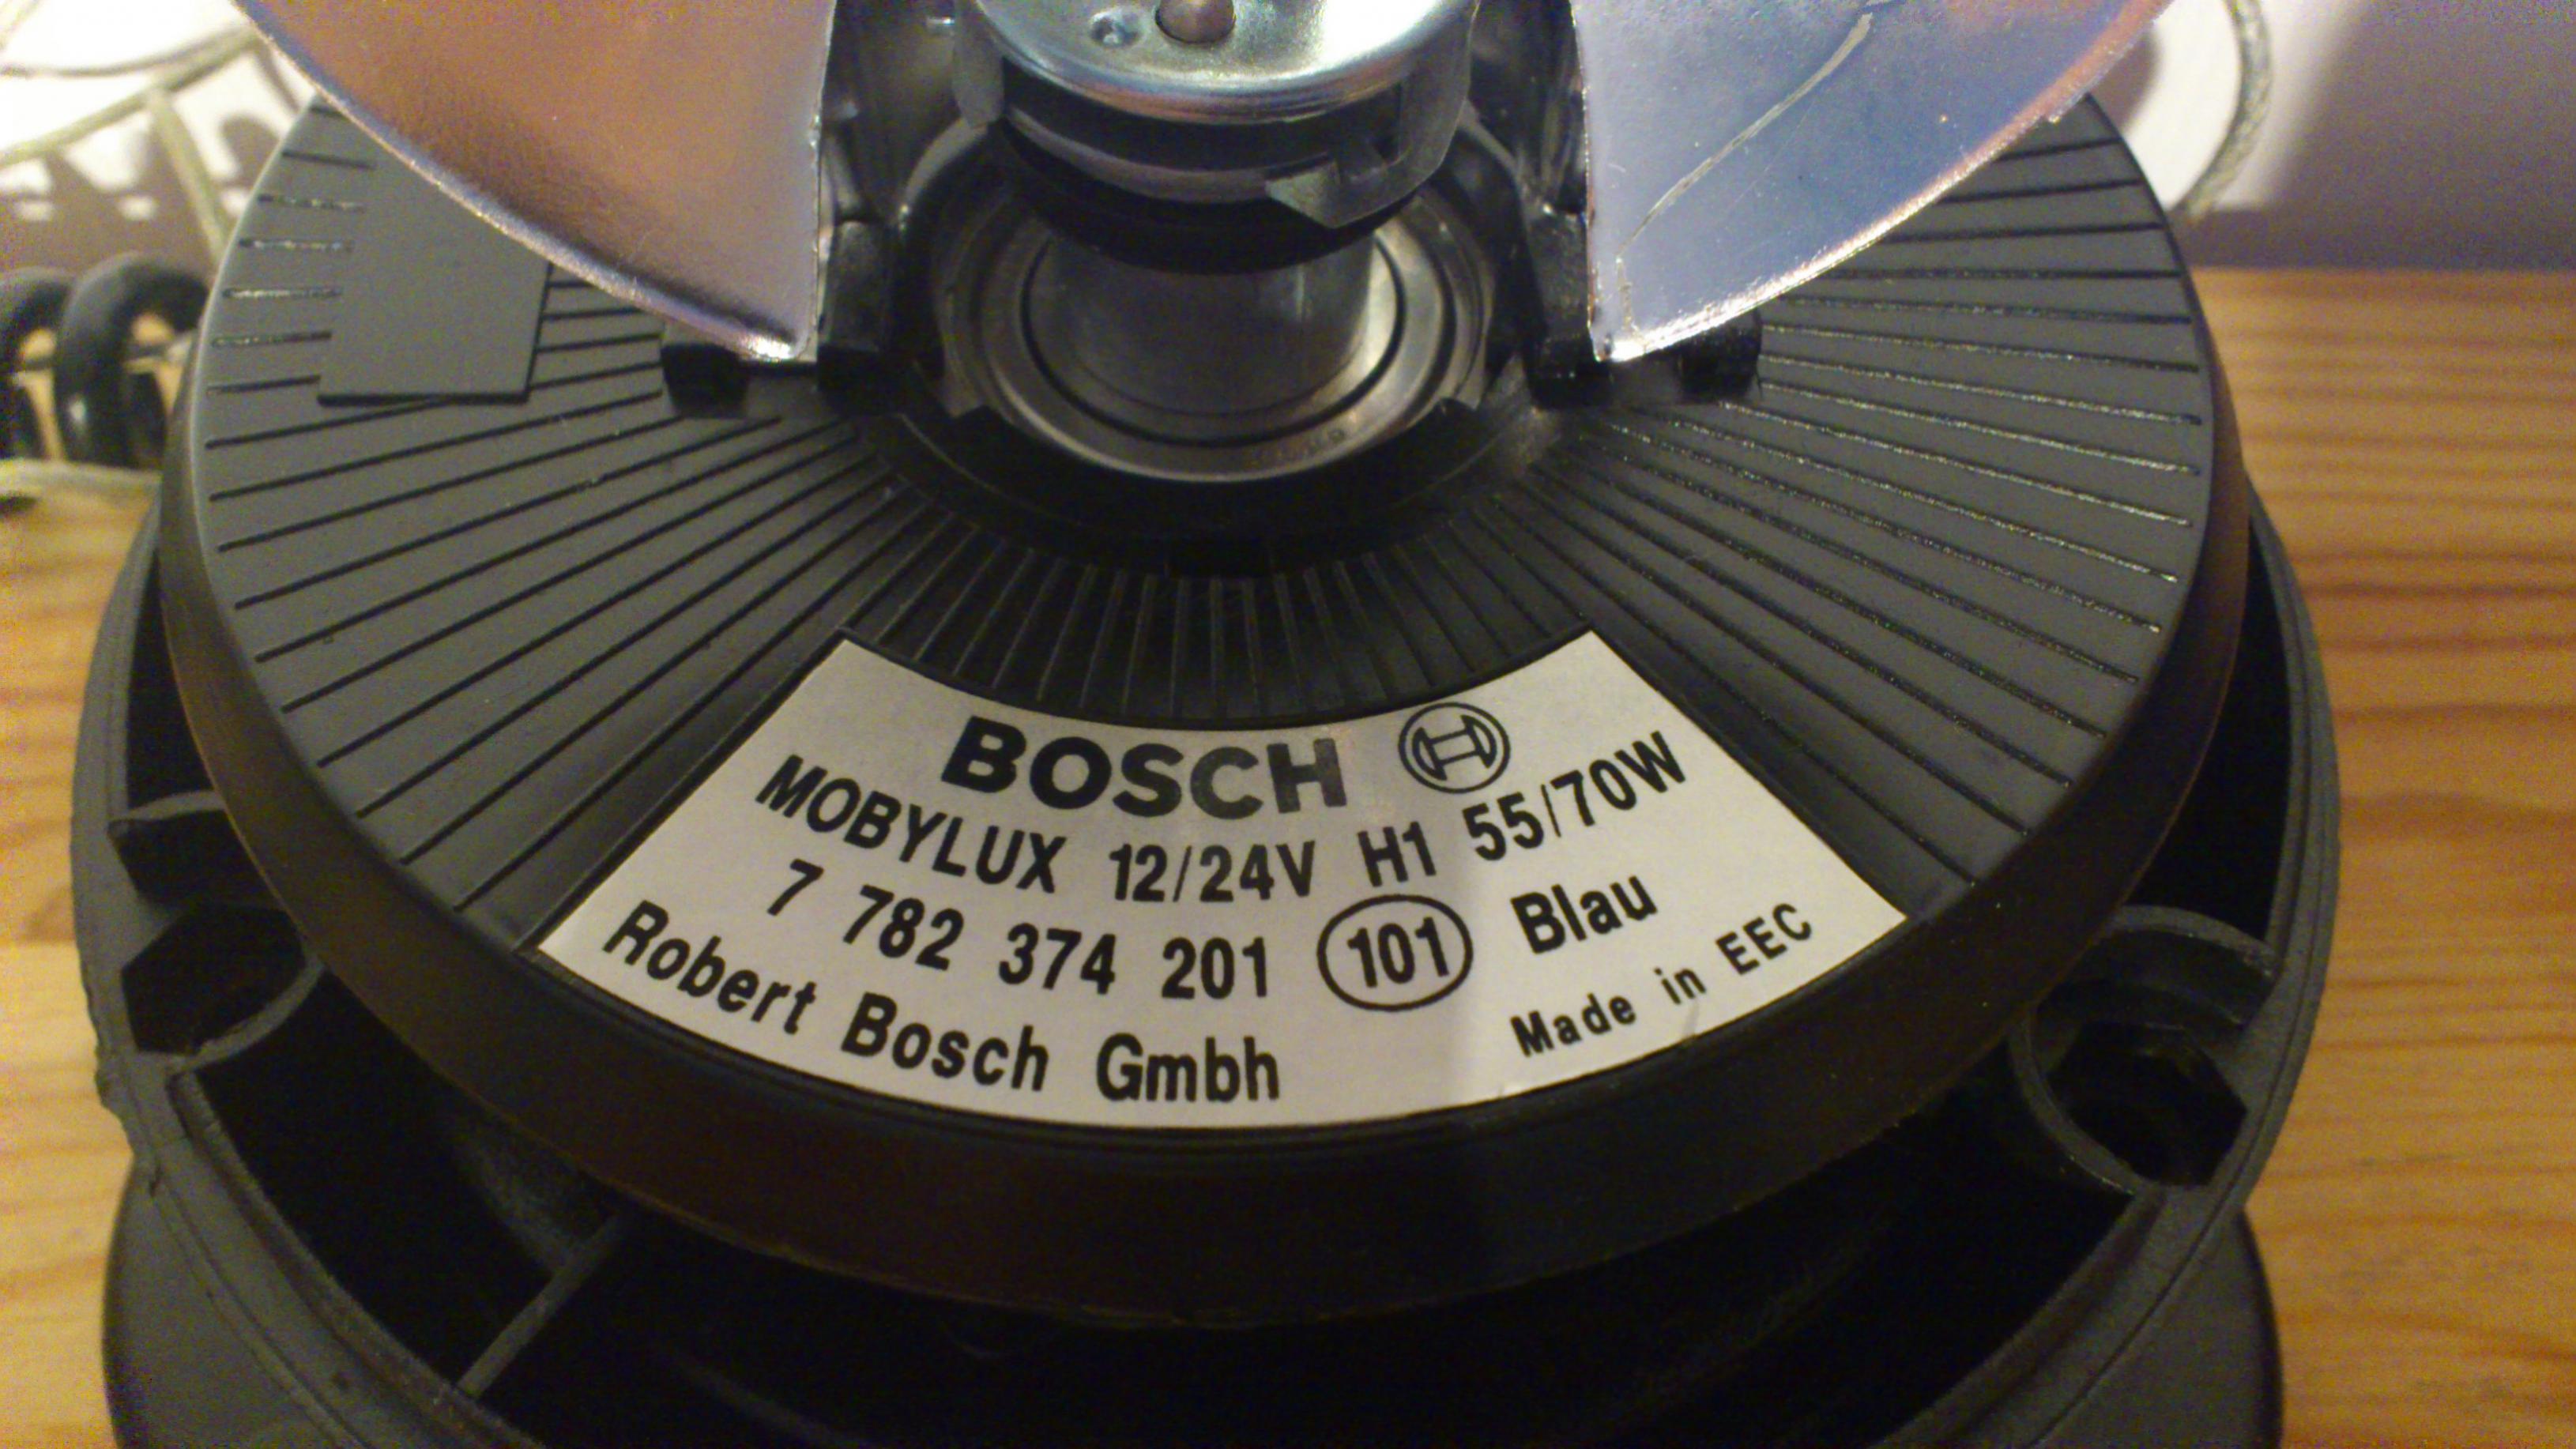 BOSCH
MOBYLUX 12/24V H1 55/70W
7 782 374 201 101 Blau
Robert Bosch Gmbh Made in EEC